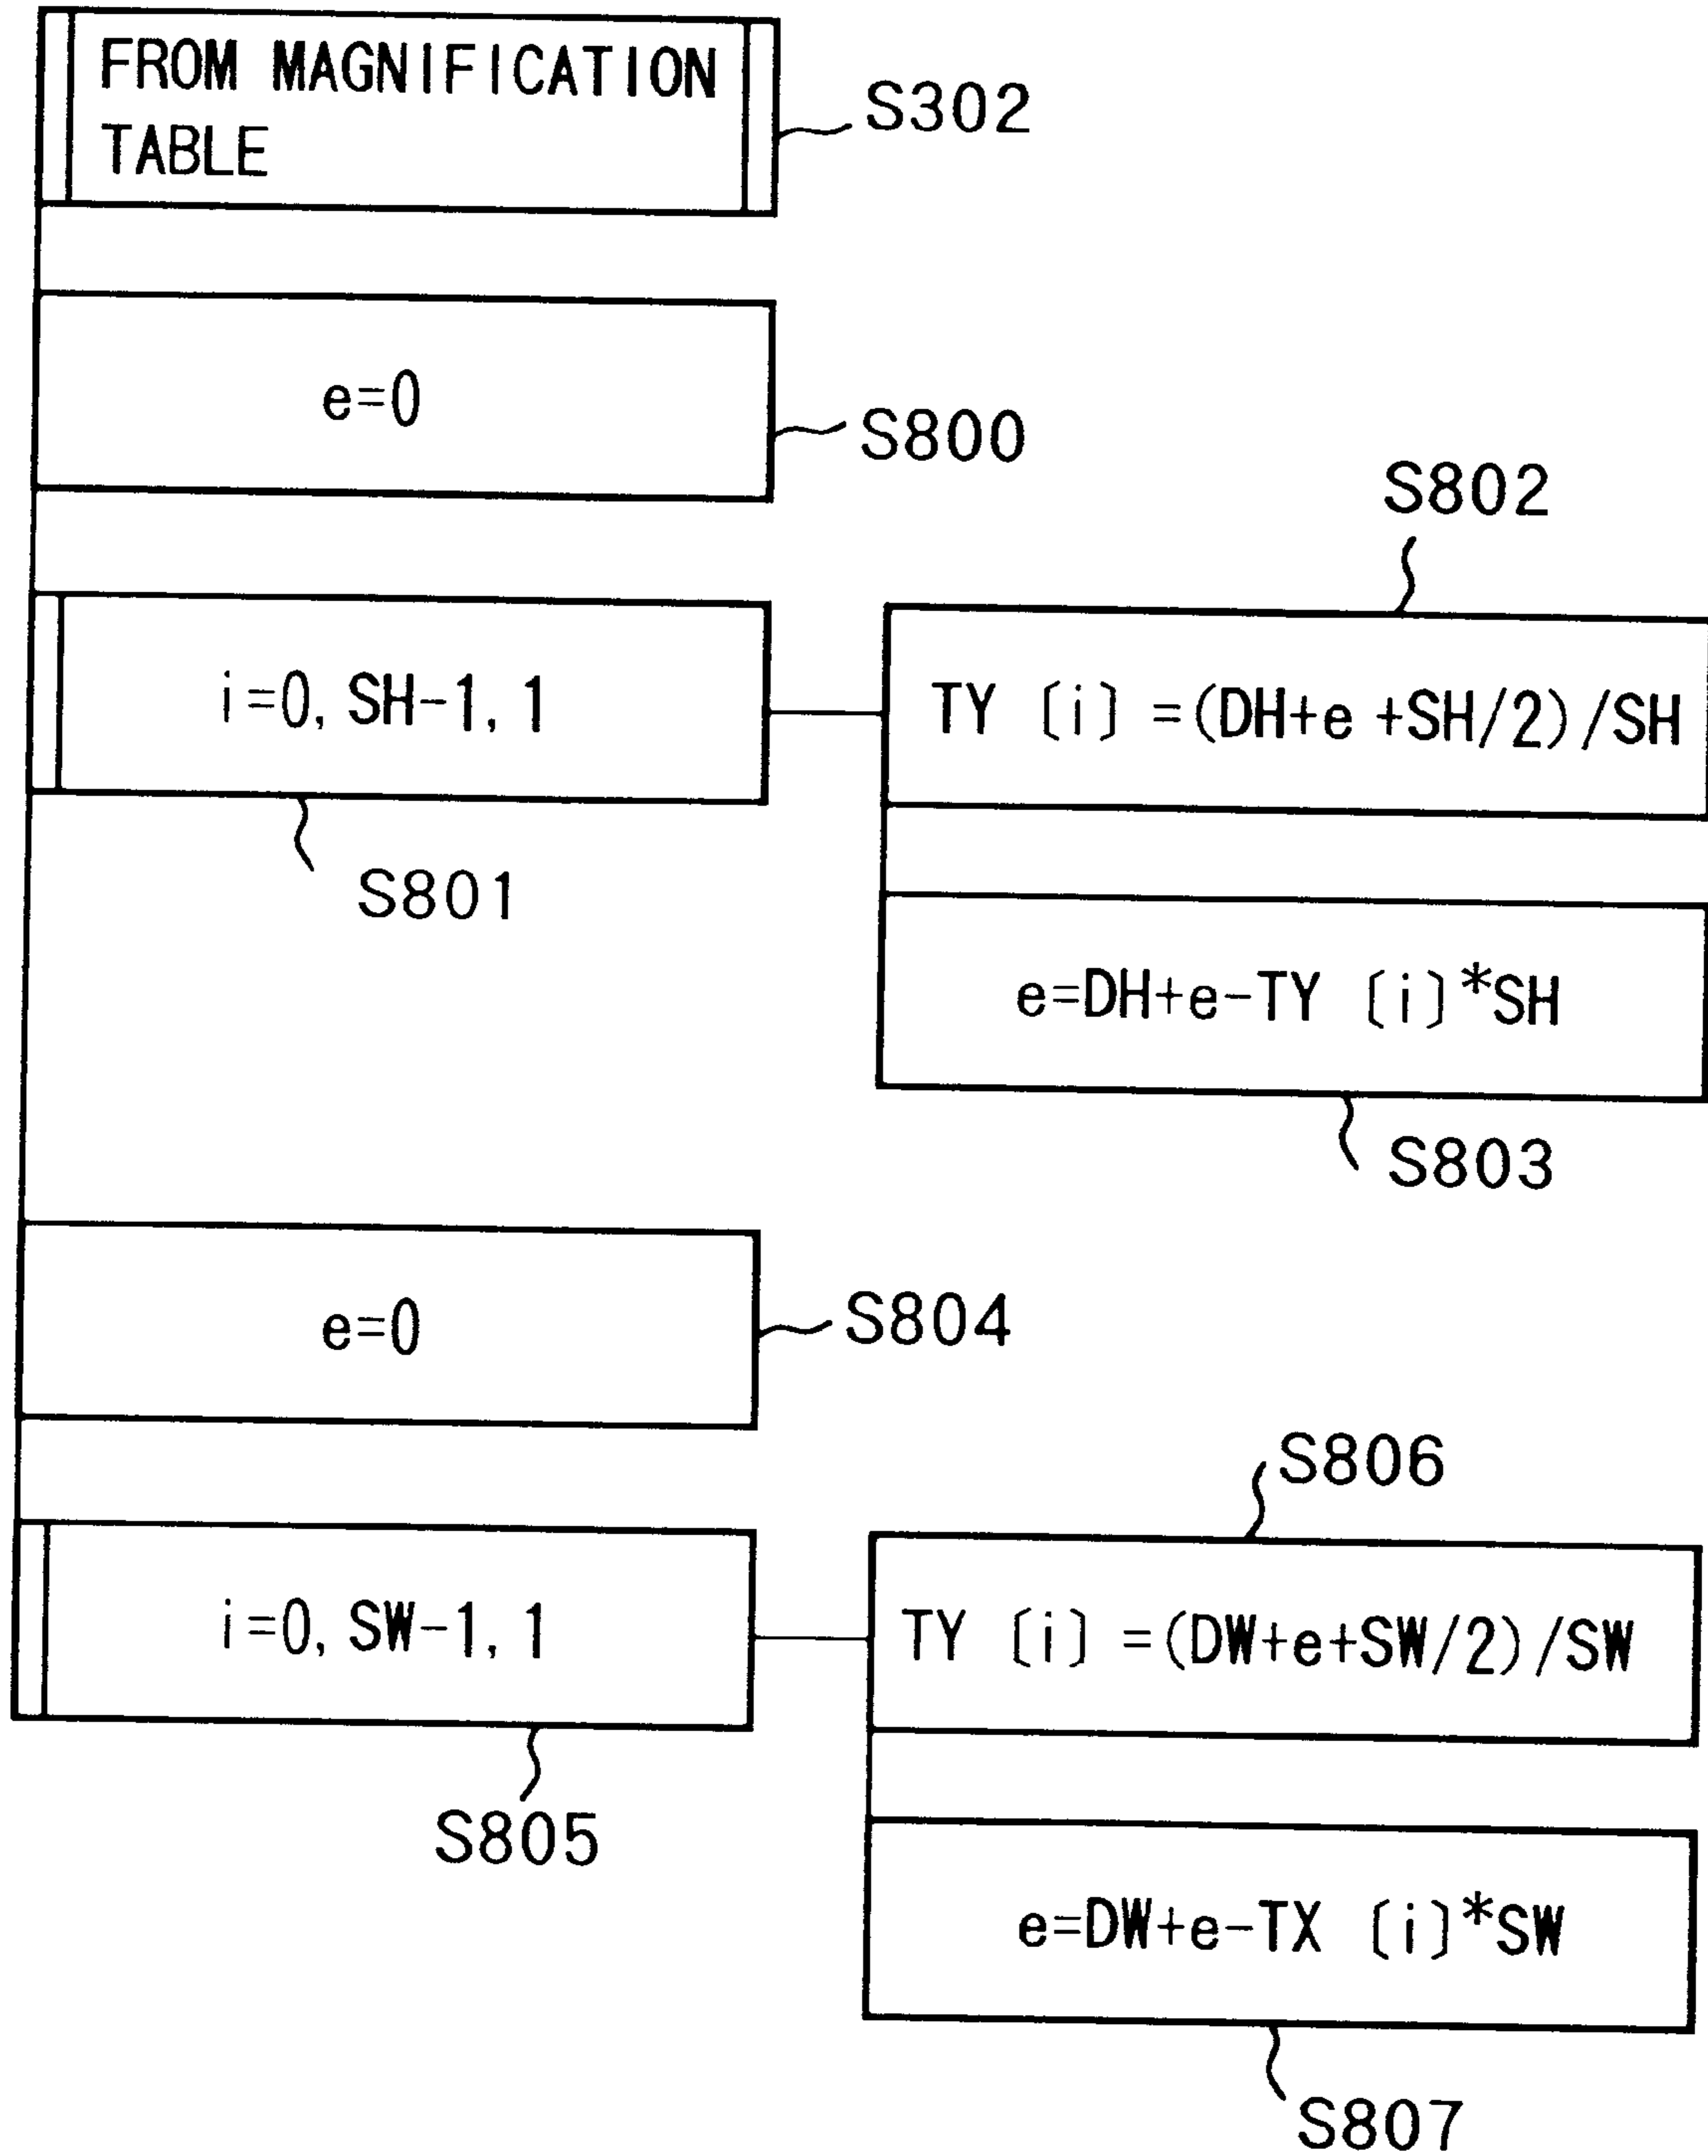 FROM MAGNIFICATION
TABLE
S302
e=0
S800
S802
i=0, SH-1, 1
TY 〔i〕 =(DH+e +SH/2)/SH
S801
e=DH+e-TY 〔i〕*SH
S803
e=0
S804
S806
i=0, SW-1, 1
TY 〔i〕 =(DW+e+SW/2)/SW
S805
e=DW+e-TX 〔i〕*SW
S807